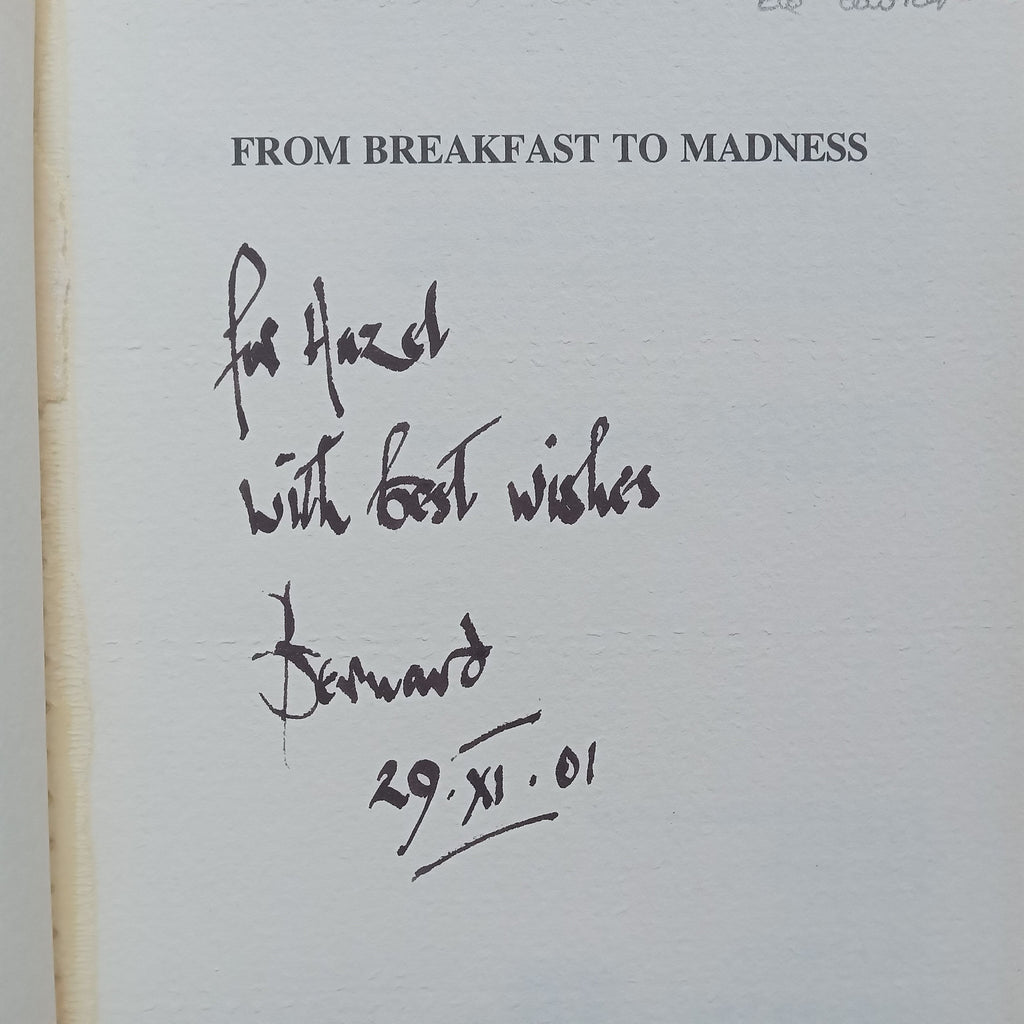 FROM BREAKFAST TO MADNESS
for Hazel
with best wishes
Bernard
29.XI.01